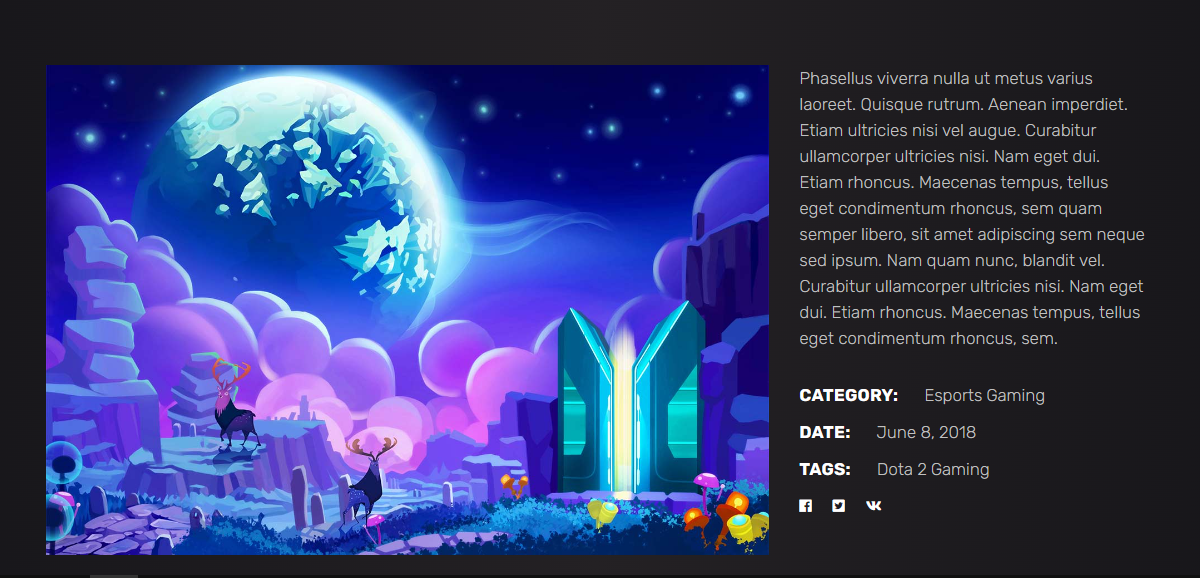 Phasellus viverra nulla ut metus varius
laoreet. Quisque rutrum. Aenean imperdiet.
Etiam ultricies nisi vel augue. Curabitur
ullamcorper ultricies nisi. Nam eget dui.
Etiam rhoncus. Maecenas tempus, tellus
eget condimentum rhoncus, sem quam
semper libero, sit amet adipiscing sem neque
sed ipsum. Nam quam nunc, blandit vel.
Curabitur ullamcorper ultricies nisi. Nam eget
dui. Etiam rhoncus. Maecenas tempus, tellus
eget condimentum rhoncus, sem.
CATEGORY: Esports Gaming
DATE: June 8, 2018
TAGS: Dota 2 Gaming